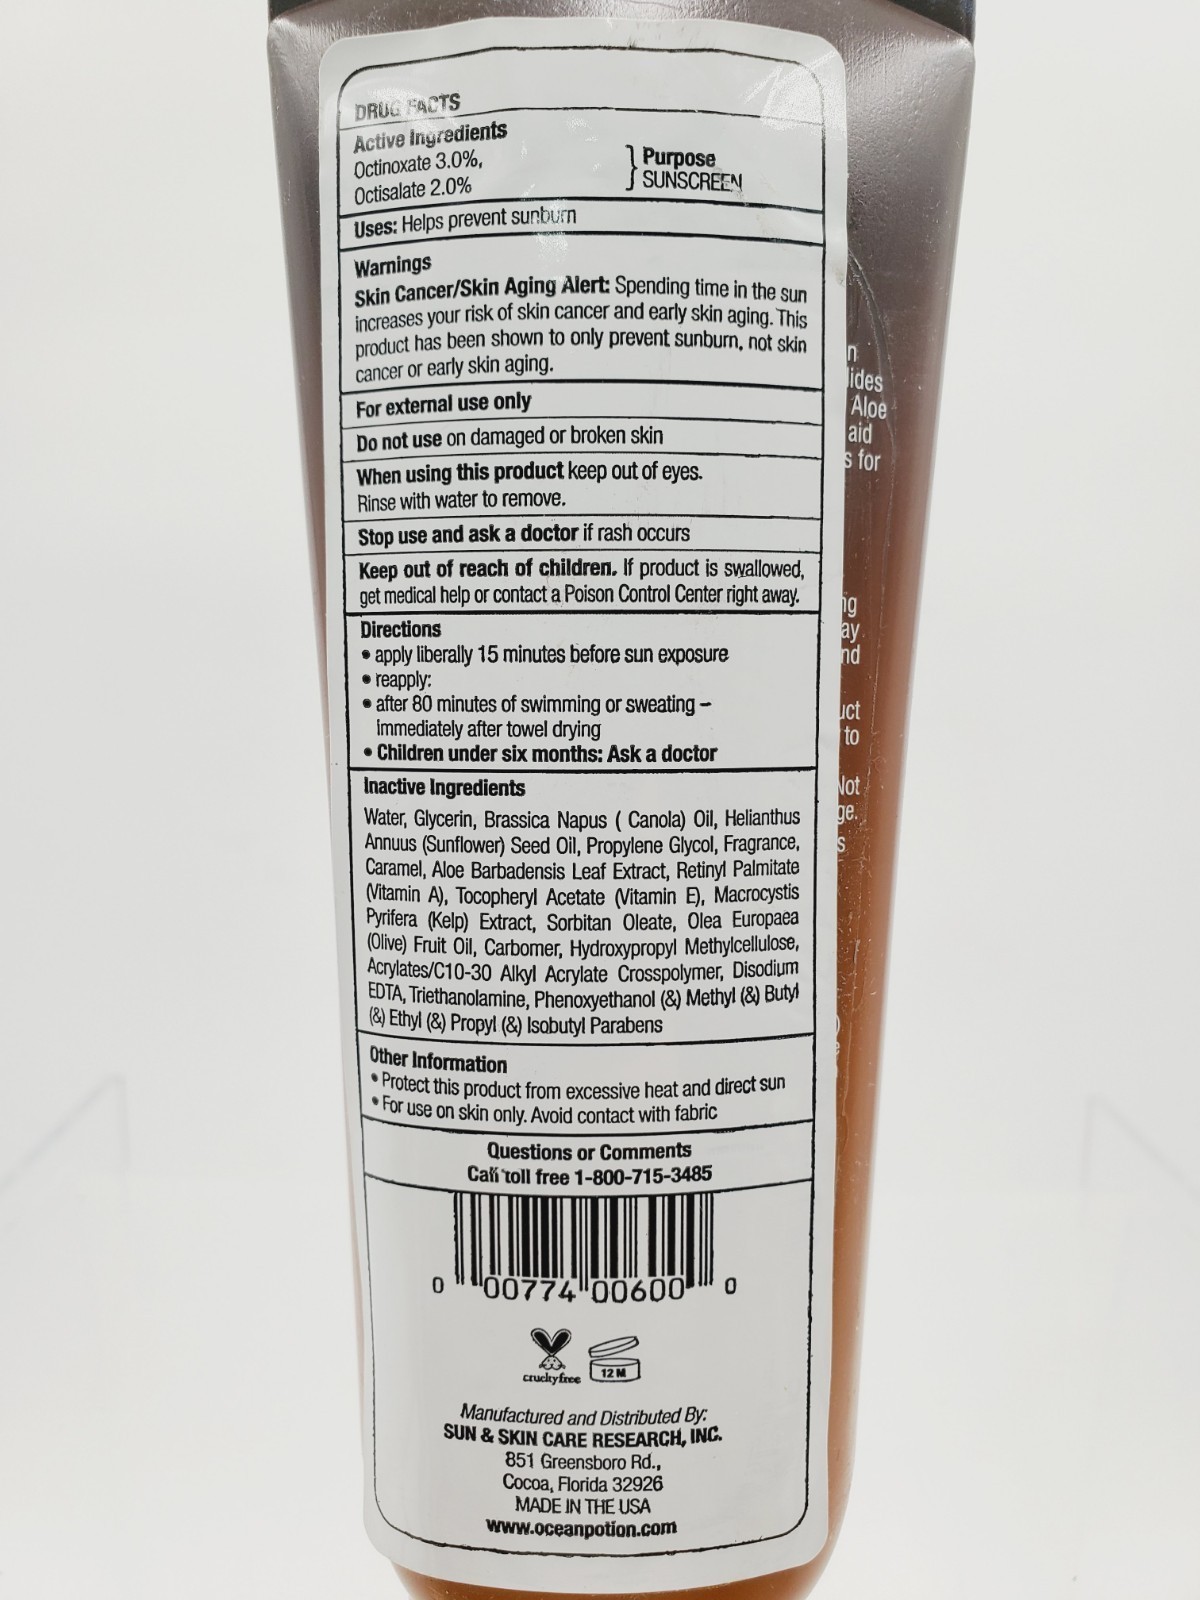 DRUG FACTS
Active Ingredients
Octinoxate 3.0%,
Octisalate 2.0%
} Purpose
SUNSCREEN
Uses: Helps prevent sunburn
Warnings
Skin Cancer/Skin Aging Alert: Spending time in the sun
increases your risk of skin cancer and early skin aging. This
product has been shown to only prevent sunburn, not skin
cancer or early skin aging.
For external use only
Do not use on damaged or broken skin
When using this product keep out of eyes.
Rinse with water to remove.
Stop use and ask a doctor if rash occurs
Keep out of reach of children. If product is swallowed,
get medical help or contact a Poison Control Center right away.
Directions
• apply liberally 15 minutes before sun exposure
• reapply:
• after 80 minutes of swimming or sweating –
immediately after towel drying
• Children under six months: Ask a doctor
Inactive Ingredients
Water, Glycerin, Brassica Napus ( Canola) Oil, Helianthus
Annuus (Sunflower) Seed Oil, Propylene Glycol, Fragrance,
Caramel, Aloe Barbadensis Leaf Extract, Retinyl Palmitate
(Vitamin A), Tocopheryl Acetate (Vitamin E), Macrocystis
Pyrifera (Kelp) Extract, Sorbitan Oleate, Olea Europaea
(Olive) Fruit Oil, Carbomer, Hydroxypropyl Methylcellulose,
Acrylates/C10-30 Alkyl Acrylate Crosspolymer, Disodium
EDTA, Triethanolamine, Phenoxyethanol (&) Methyl (&) Butyl
(&) Ethyl (&) Propyl (&) Isobutyl Parabens
Other Information
• Protect this product from excessive heat and direct sun
• For use on skin only. Avoid contact with fabric
Questions or Comments
Call toll free 1-800-715-3485
0 00774 00600 0
crueltyfree
12 M
Manufactured and Distributed By:
SUN & SKIN CARE RESEARCH, INC.
851 Greensboro Rd.,
Cocoa, Florida 32926
MADE IN THE USA
www.oceanpotion.com
Aloe
aid
for
to